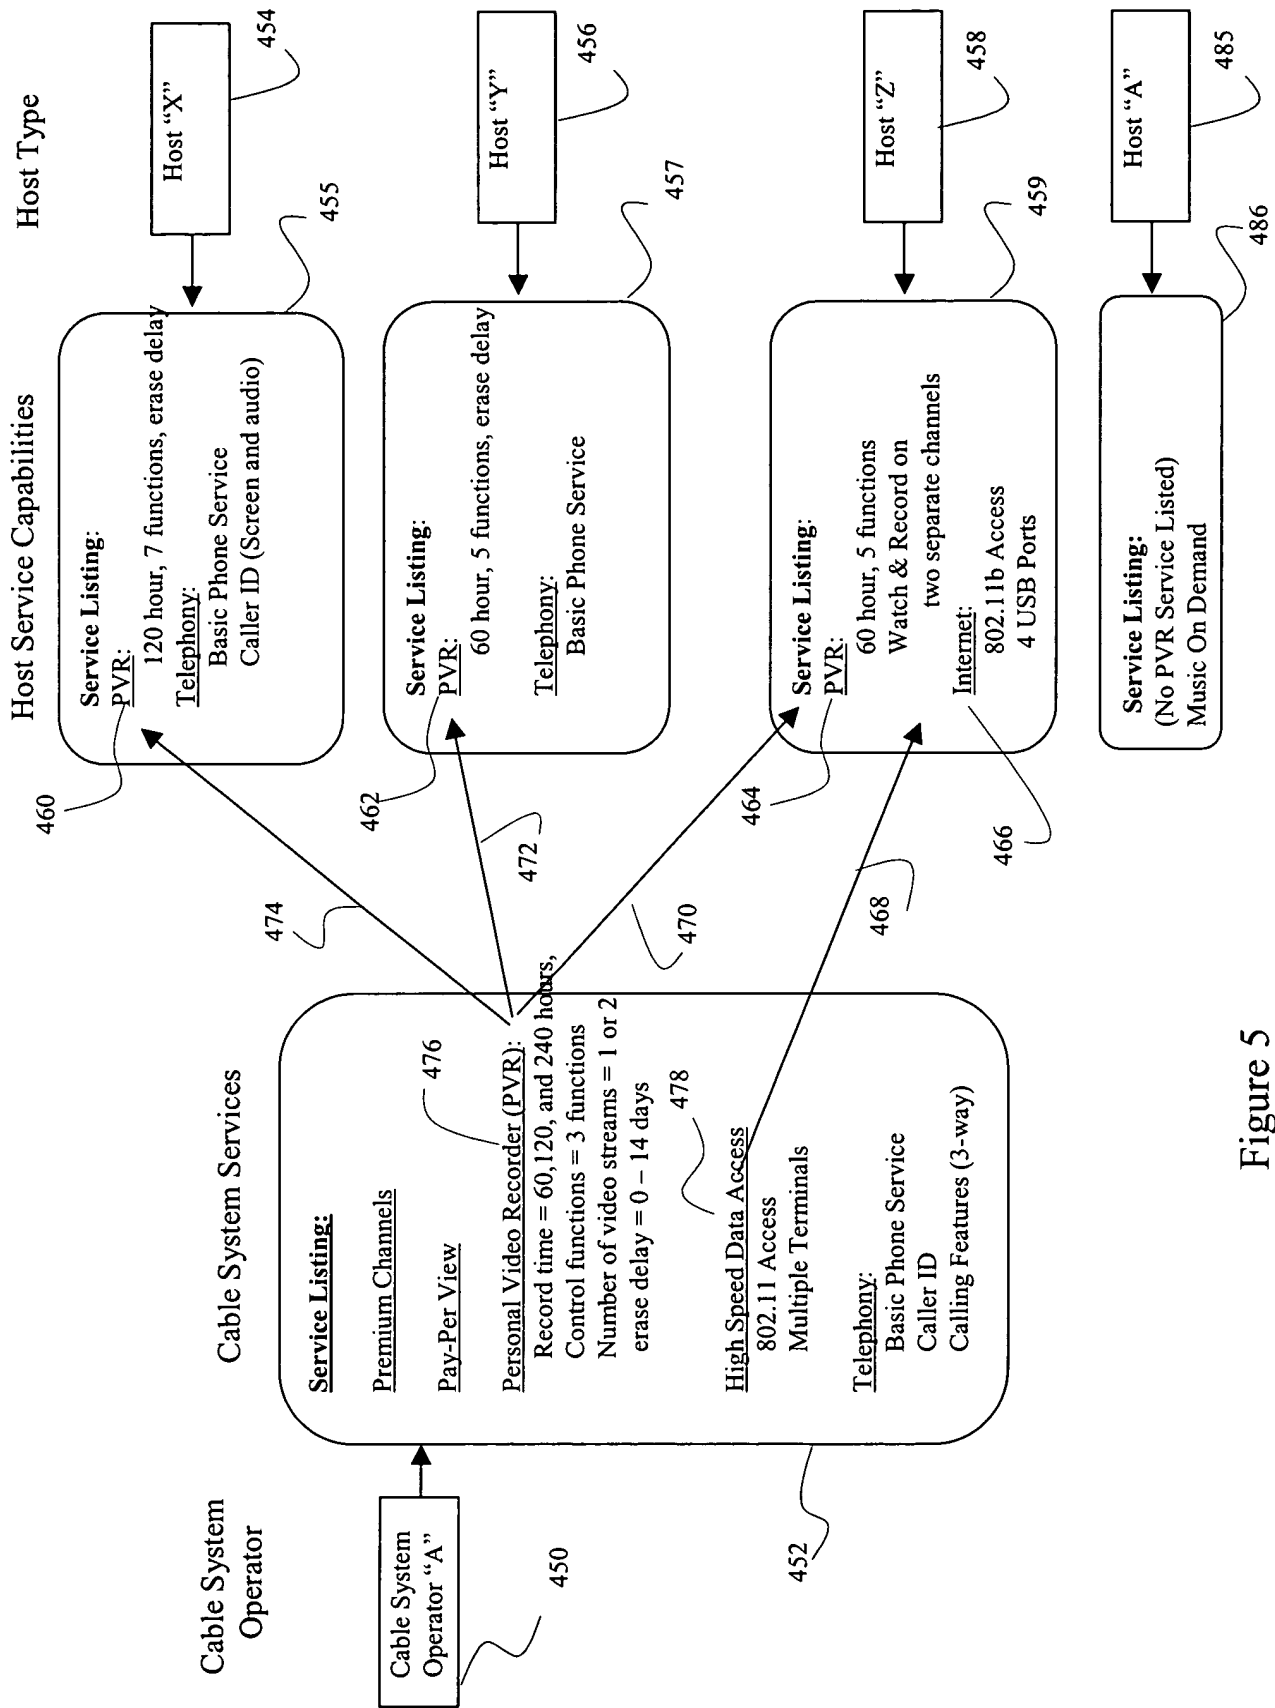 Cable System
Operator
Cable System Services
Host Service Capabilities
Host Type
Cable System
Operator "A"
450
Service Listing:
Premium Channels
Pay-Per View
Personal Video Recorder (PVR):
Record time = 60,120, and 240 hours,
Control functions = 3 functions
Number of video streams = 1 or 2
erase delay = 0 – 14 days
476
High Speed Data Access
802.11 Access
Multiple Terminals
478
Telephony:
Basic Phone Service
Caller ID
Calling Features (3-way)
452
474
472
470
468
460
Service Listing:
PVR:
120 hour, 7 functions, erase delay
Telephony:
Basic Phone Service
Caller ID (Screen and audio)
455
Host "X"
454
462
Service Listing:
PVR:
60 hour, 5 functions, erase delay
Telephony:
Basic Phone Service
457
Host "Y"
456
464
Service Listing:
PVR:
60 hour, 5 functions
Watch & Record on
two separate channels
Internet:
802.11b Access
4 USB Ports
466
459
Host "Z"
458
Service Listing:
(No PVR Service Listed)
Music On Demand
486
Host "A"
485
Figure 5